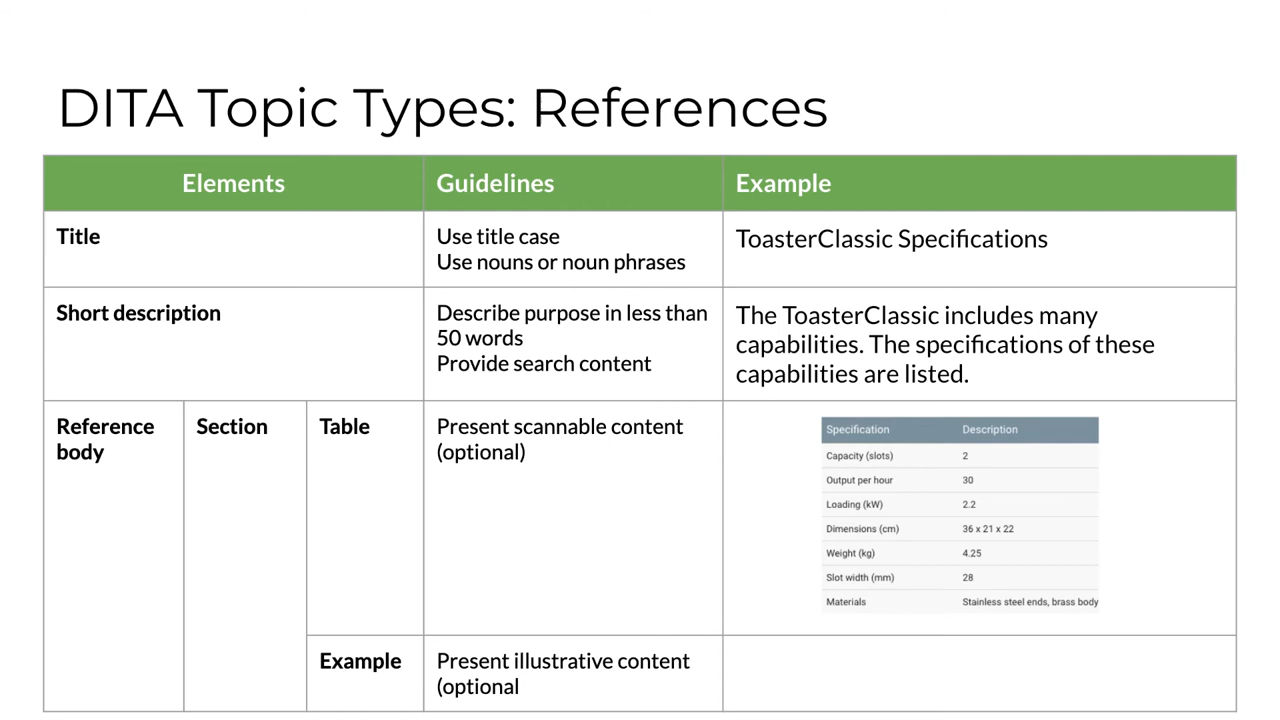 DITA Topic Types: References
Elements
Guidelines
Example
Title
Use title case
Use nouns or noun phrases
ToasterClassic Specifications
Short description
Describe purpose in less than
50 words
Provide search content
The ToasterClassic includes many
capabilities. The specifications of these
capabilities are listed.
Reference
body
Section
Table
Present scannable content
(optional)
Specification Description
Capacity (slots) 2
Output per hour 30
Loading (kW) 2.2
Dimensions (cm) 36 x 21 x 22
Weight (kg) 4.25
Slot width (mm) 28
Materials Stainless steel ends, brass body
Example
Present illustrative content
(optional